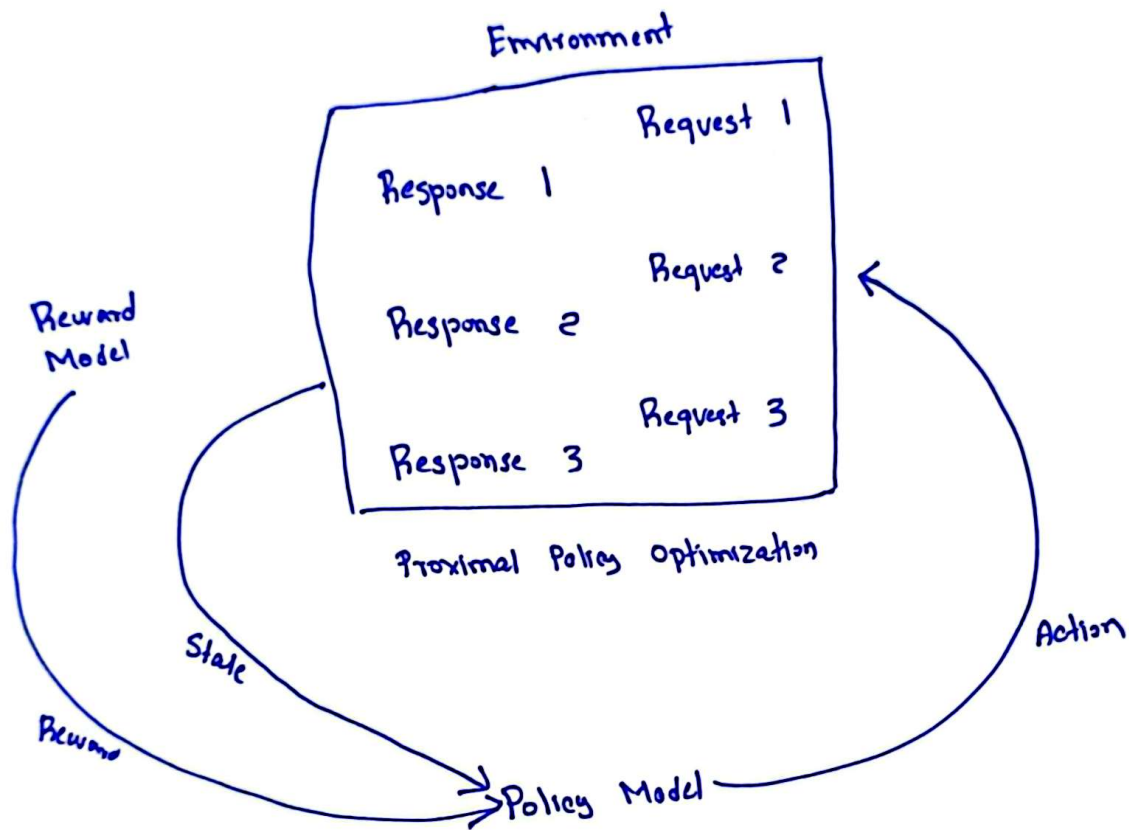 Environment
Request 1
Response 1
Request 2
Response 2
Request 3
Response 3
Proximal Policy Optimization
Reward
Model
State
Reward
Action
Policy Model